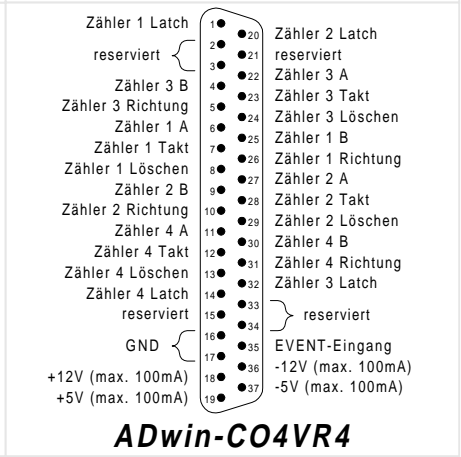 Zähler 1 Latch 1
reserviert 2
3
Zähler 3 B 4
Zähler 3 Richtung 5
Zähler 1 A 6
Zähler 1 Takt 7
Zähler 1 Löschen 8
Zähler 2 B 9
Zähler 2 Richtung 10
Zähler 4 A 11
Zähler 4 Takt 12
Zähler 4 Löschen 13
Zähler 4 Latch 14
reserviert 15
GND 16
17
+12V (max. 100mA) 18
+5V (max. 100mA) 19
20 Zähler 2 Latch
21 reserviert
22 Zähler 3 A
23 Zähler 3 Takt
24 Zähler 3 Löschen
25 Zähler 1 B
26 Zähler 1 Richtung
27 Zähler 2 A
28 Zähler 2 Takt
29 Zähler 2 Löschen
30 Zähler 4 B
31 Zähler 4 Richtung
32 Zähler 3 Latch
33 reserviert
34
35 EVENT-Eingang
36 -12V (max. 100mA)
37 -5V (max. 100mA)
ADwin-CO4VR4